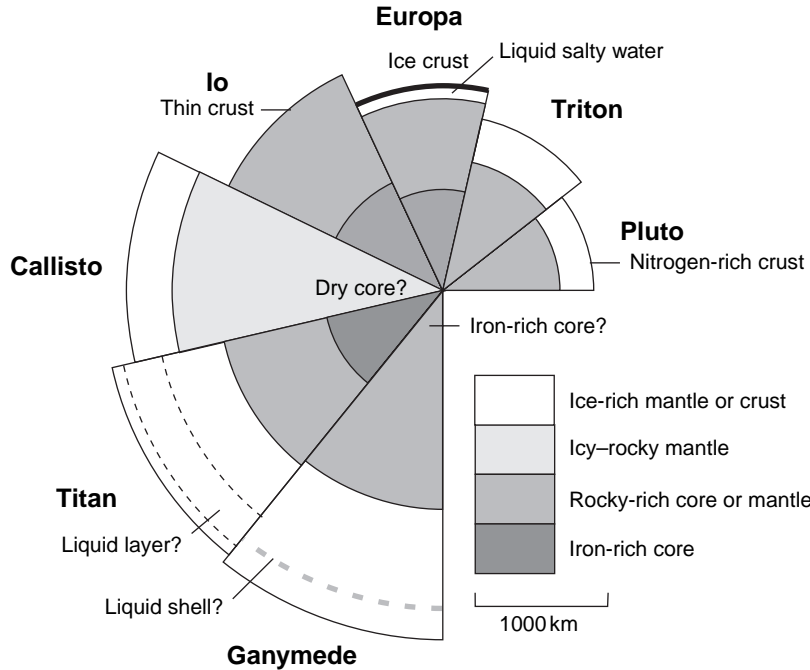 Europa
Liquid salty water
Ice crust
Io
Thin crust
Triton
Pluto
Nitrogen-rich crust
Callisto
Dry core?
Iron-rich core?
Ice-rich mantle or crust
Icy–rocky mantle
Rocky-rich core or mantle
Iron-rich core
1000 km
Titan
Liquid layer?
Liquid shell?
Ganymede